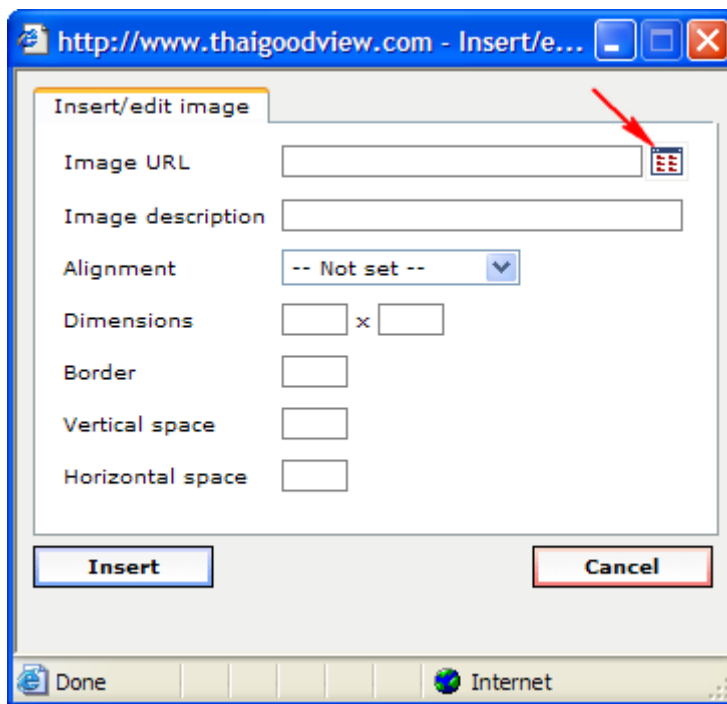 http://www.thaigoodview.com - Insert/e...
Insert/edit image
Image URL
Image description
Alignment -- Not set --
Dimensions x
Border
Vertical space
Horizontal space
Insert Cancel
Done Internet